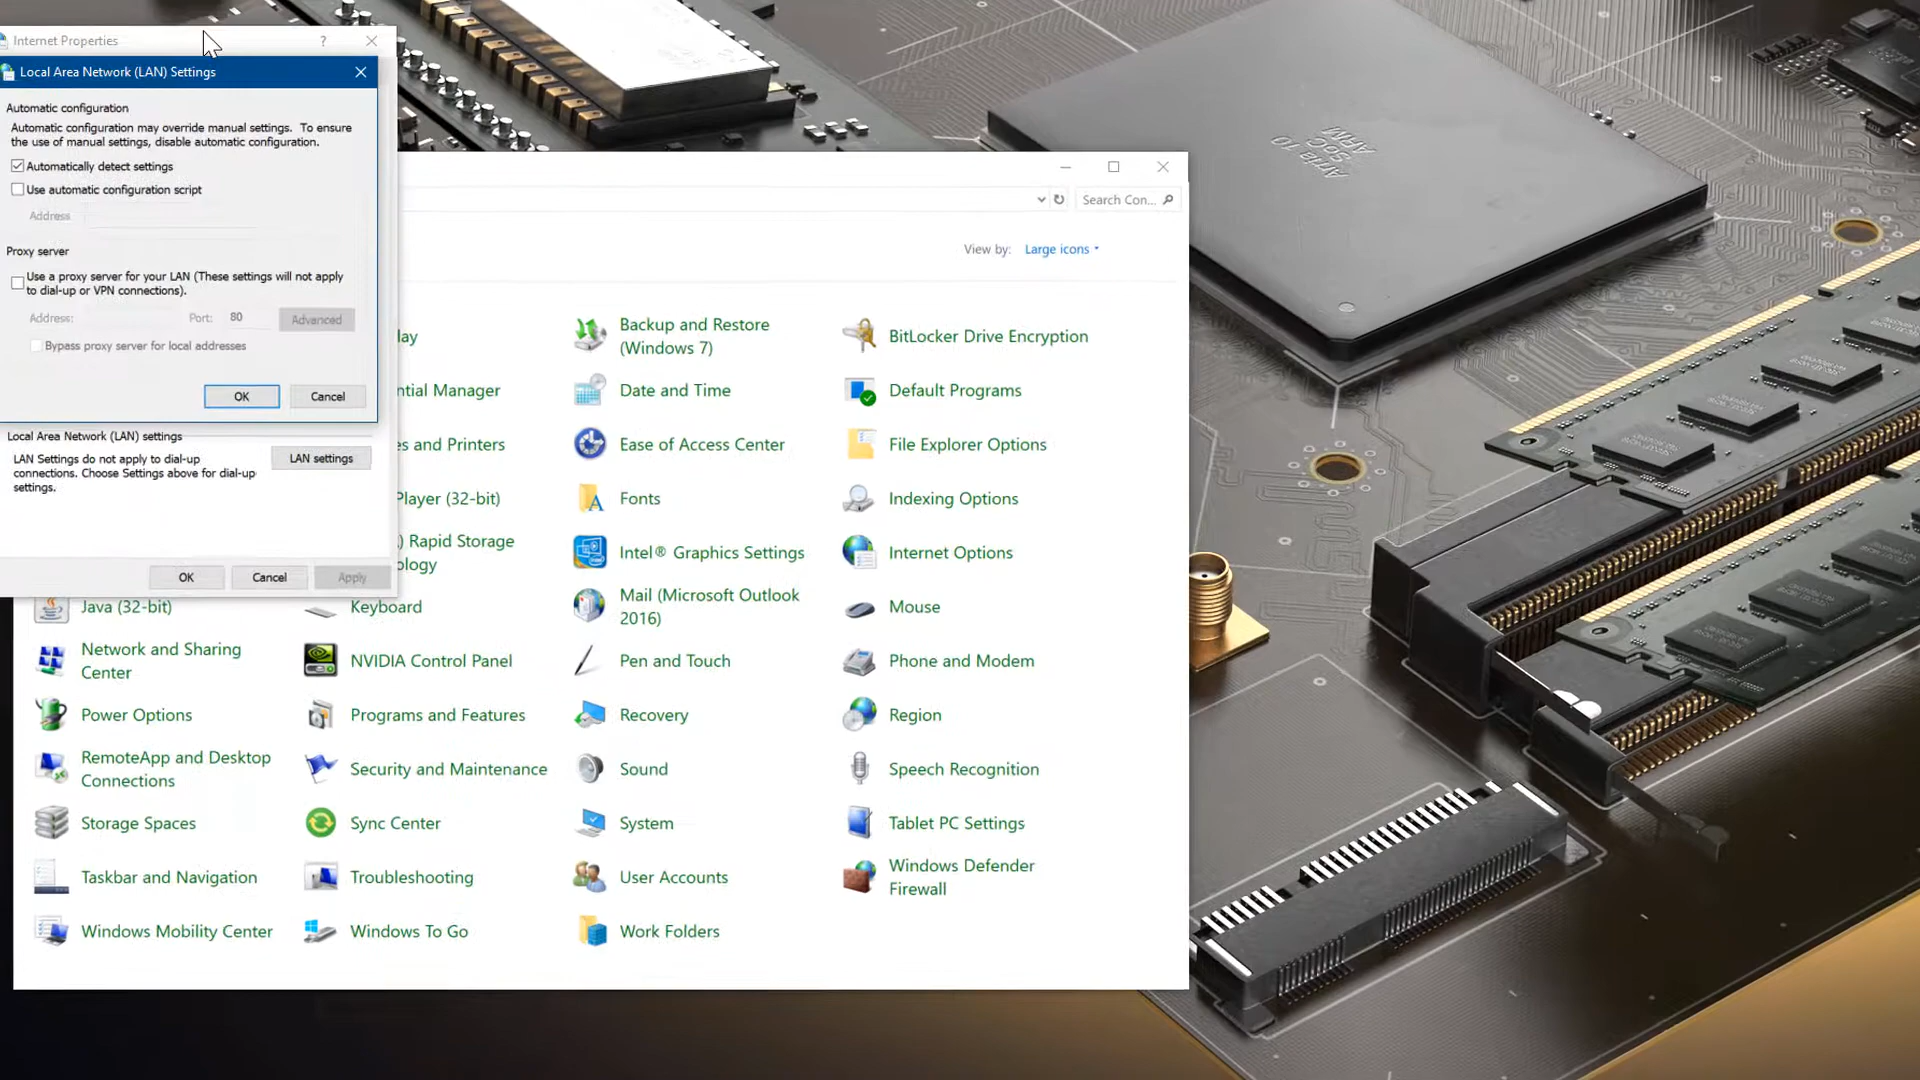 Internet Properties
?
Local Area Network (LAN) Settings
Automatic configuration
Automatic configuration may override manual settings. To ensure
the use of manual settings, disable automatic configuration.
Automatically detect settings
Use automatic configuration script
Address
Proxy server
Use a proxy server for your LAN (These settings will not apply
to dial-up or VPN connections).
Address:
Port: 80
Advanced
Bypass proxy server for local addresses
OK
Cancel
Local Area Network (LAN) settings
LAN Settings do not apply to dial-up
connections. Choose Settings above for dial-up
settings.
LAN settings
OK
Cancel
Apply
Search Con...
View by: Large icons
lay
Backup and Restore
(Windows 7)
BitLocker Drive Encryption
ntial Manager
Date and Time
Default Programs
es and Printers
Ease of Access Center
File Explorer Options
Player (32-bit)
Fonts
Indexing Options
) Rapid Storage
ology
Intel® Graphics Settings
Internet Options
Java (32-bit)
Keyboard
Mail (Microsoft Outlook
2016)
Mouse
Network and Sharing
Center
NVIDIA Control Panel
Pen and Touch
Phone and Modem
Power Options
Programs and Features
Recovery
Region
RemoteApp and Desktop
Connections
Security and Maintenance
Sound
Speech Recognition
Storage Spaces
Sync Center
System
Tablet PC Settings
Taskbar and Navigation
Troubleshooting
User Accounts
Windows Defender
Firewall
Windows Mobility Center
Windows To Go
Work Folders
Arria 10
SoC
ARM